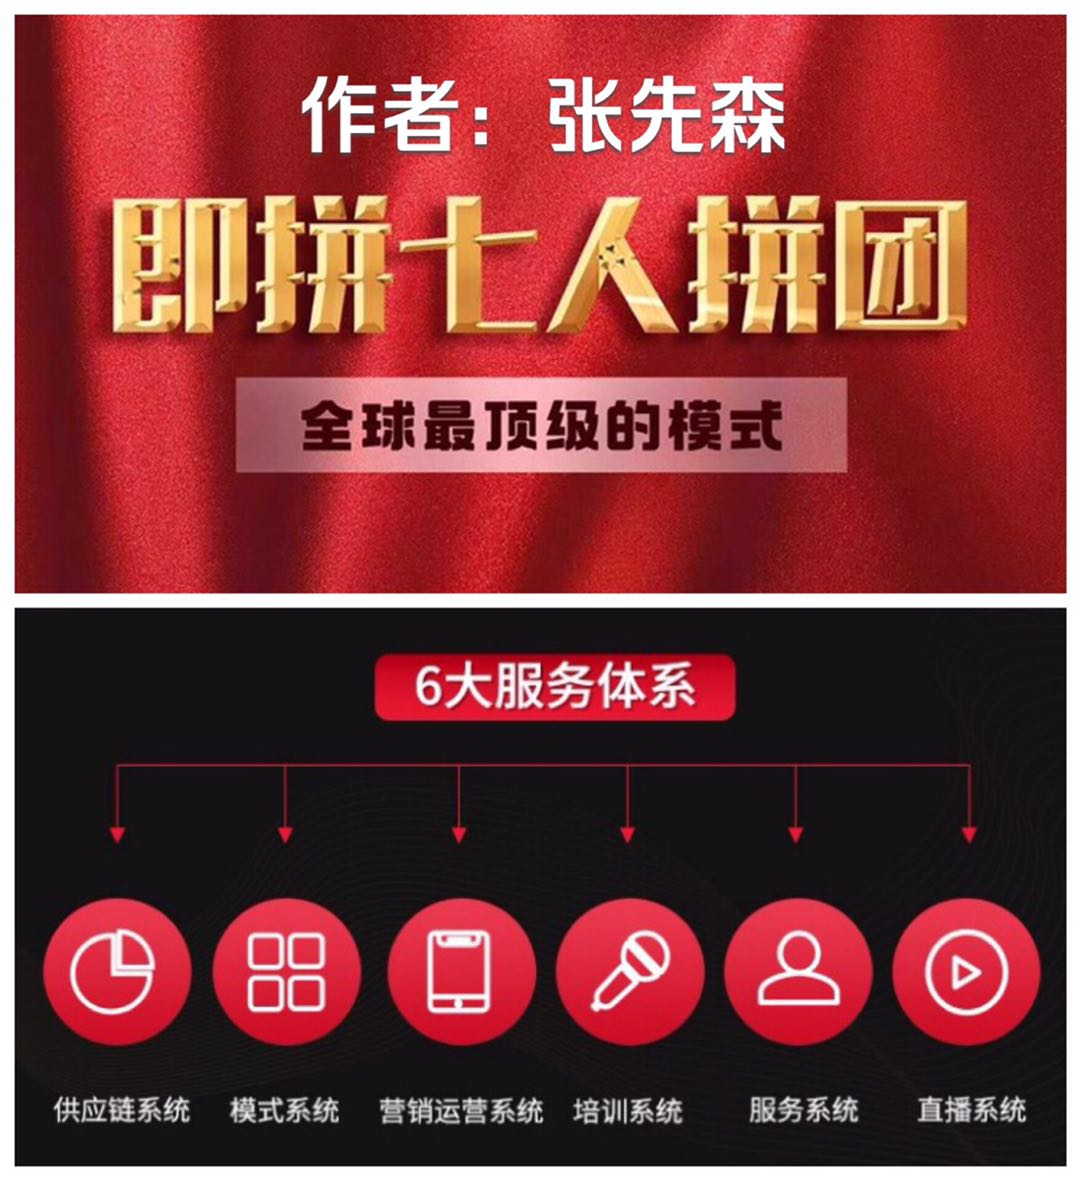 作者：张先森
即拼七人拼团
全球最顶级的模式
6大服务体系
供应链系统 模式系统 营销运营系统 培训系统 服务系统 直播系统